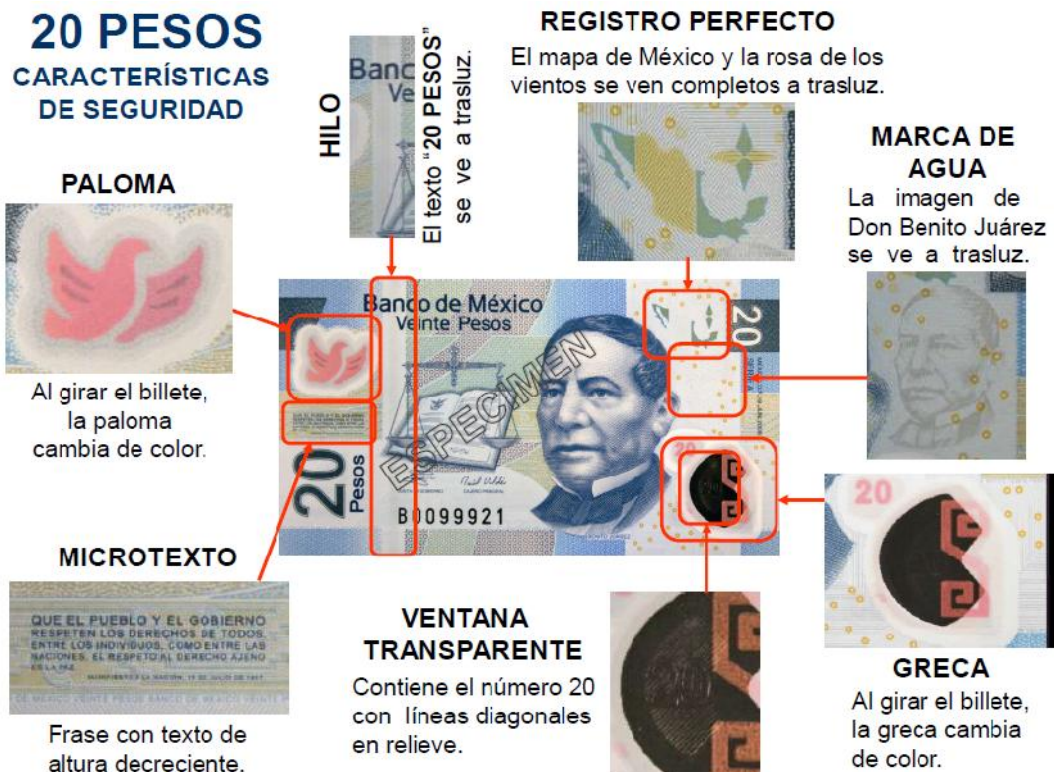 20 PESOS
CARACTERÍSTICAS
DE SEGURIDAD
HILO
Banc
Ve
El texto "20 PESOS"
se ve a trasluz.
REGISTRO PERFECTO
El mapa de México y la rosa de los
vientos se ven completos a trasluz.
MARCA DE
AGUA
La imagen de
Don Benito Juárez
se ve a trasluz.
PALOMA
Al girar el billete,
la paloma
cambia de color.
Banco de México
Veinte Pesos
20
ESPECIMEN
20
Pesos
B0099921
20
MICROTEXTO
QUE EL PUEBLO Y EL GOBIERNO
RESPETEN LOS DERECHOS DE TODOS.
ENTRE LOS INDIVIDUOS, COMO ENTRE LAS
NACIONES, EL RESPETO AL DERECHO AJENO
ES LA PAZ
Frase con texto de
altura decreciente.
VENTANA
TRANSPARENTE
Contiene el número 20
con líneas diagonales
en relieve.
20
GRECA
Al girar el billete,
la greca cambia
de color.